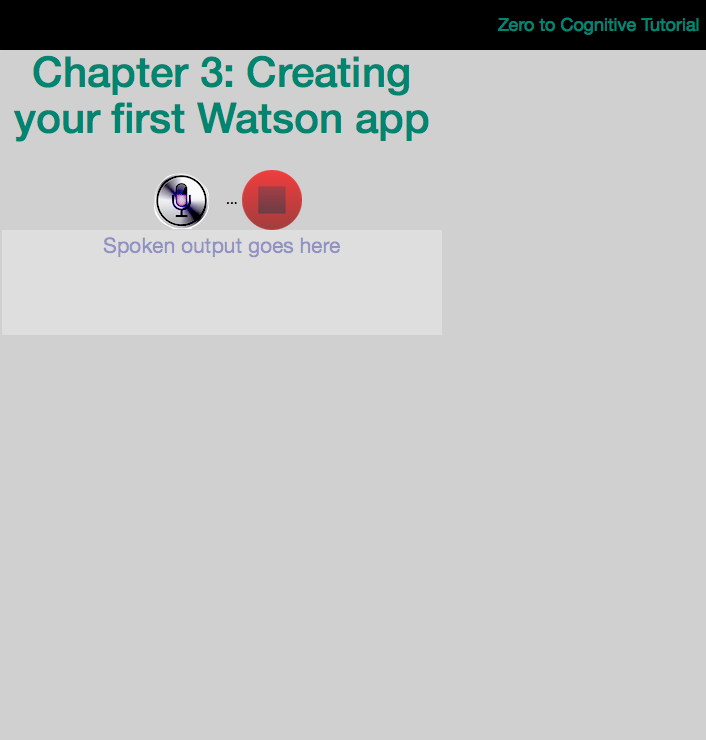 Zero to Cognitive Tutorial
Chapter 3: Creating
your first Watson app
...
Spoken output goes here